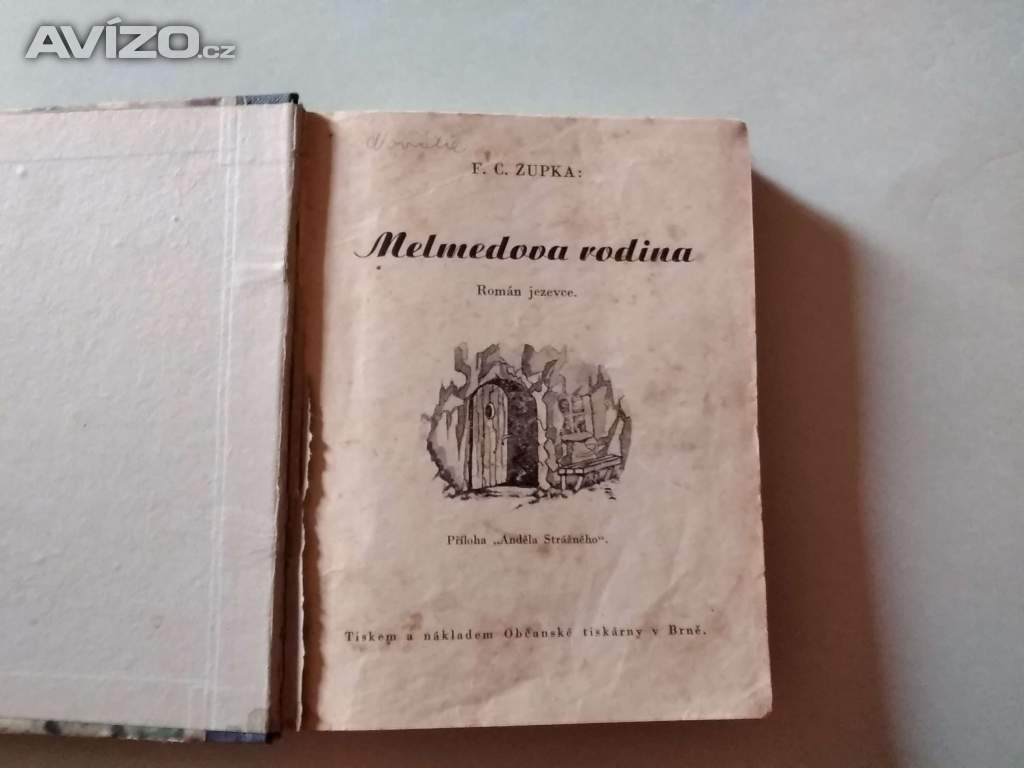 AVÍZO.cz
F. C. ŽUPKA:
Melmedova rodina
Román jezevce.
Příloha „Anděla Strážného“.
Tiskem a nákladem Občanské tiskárny v Brně.